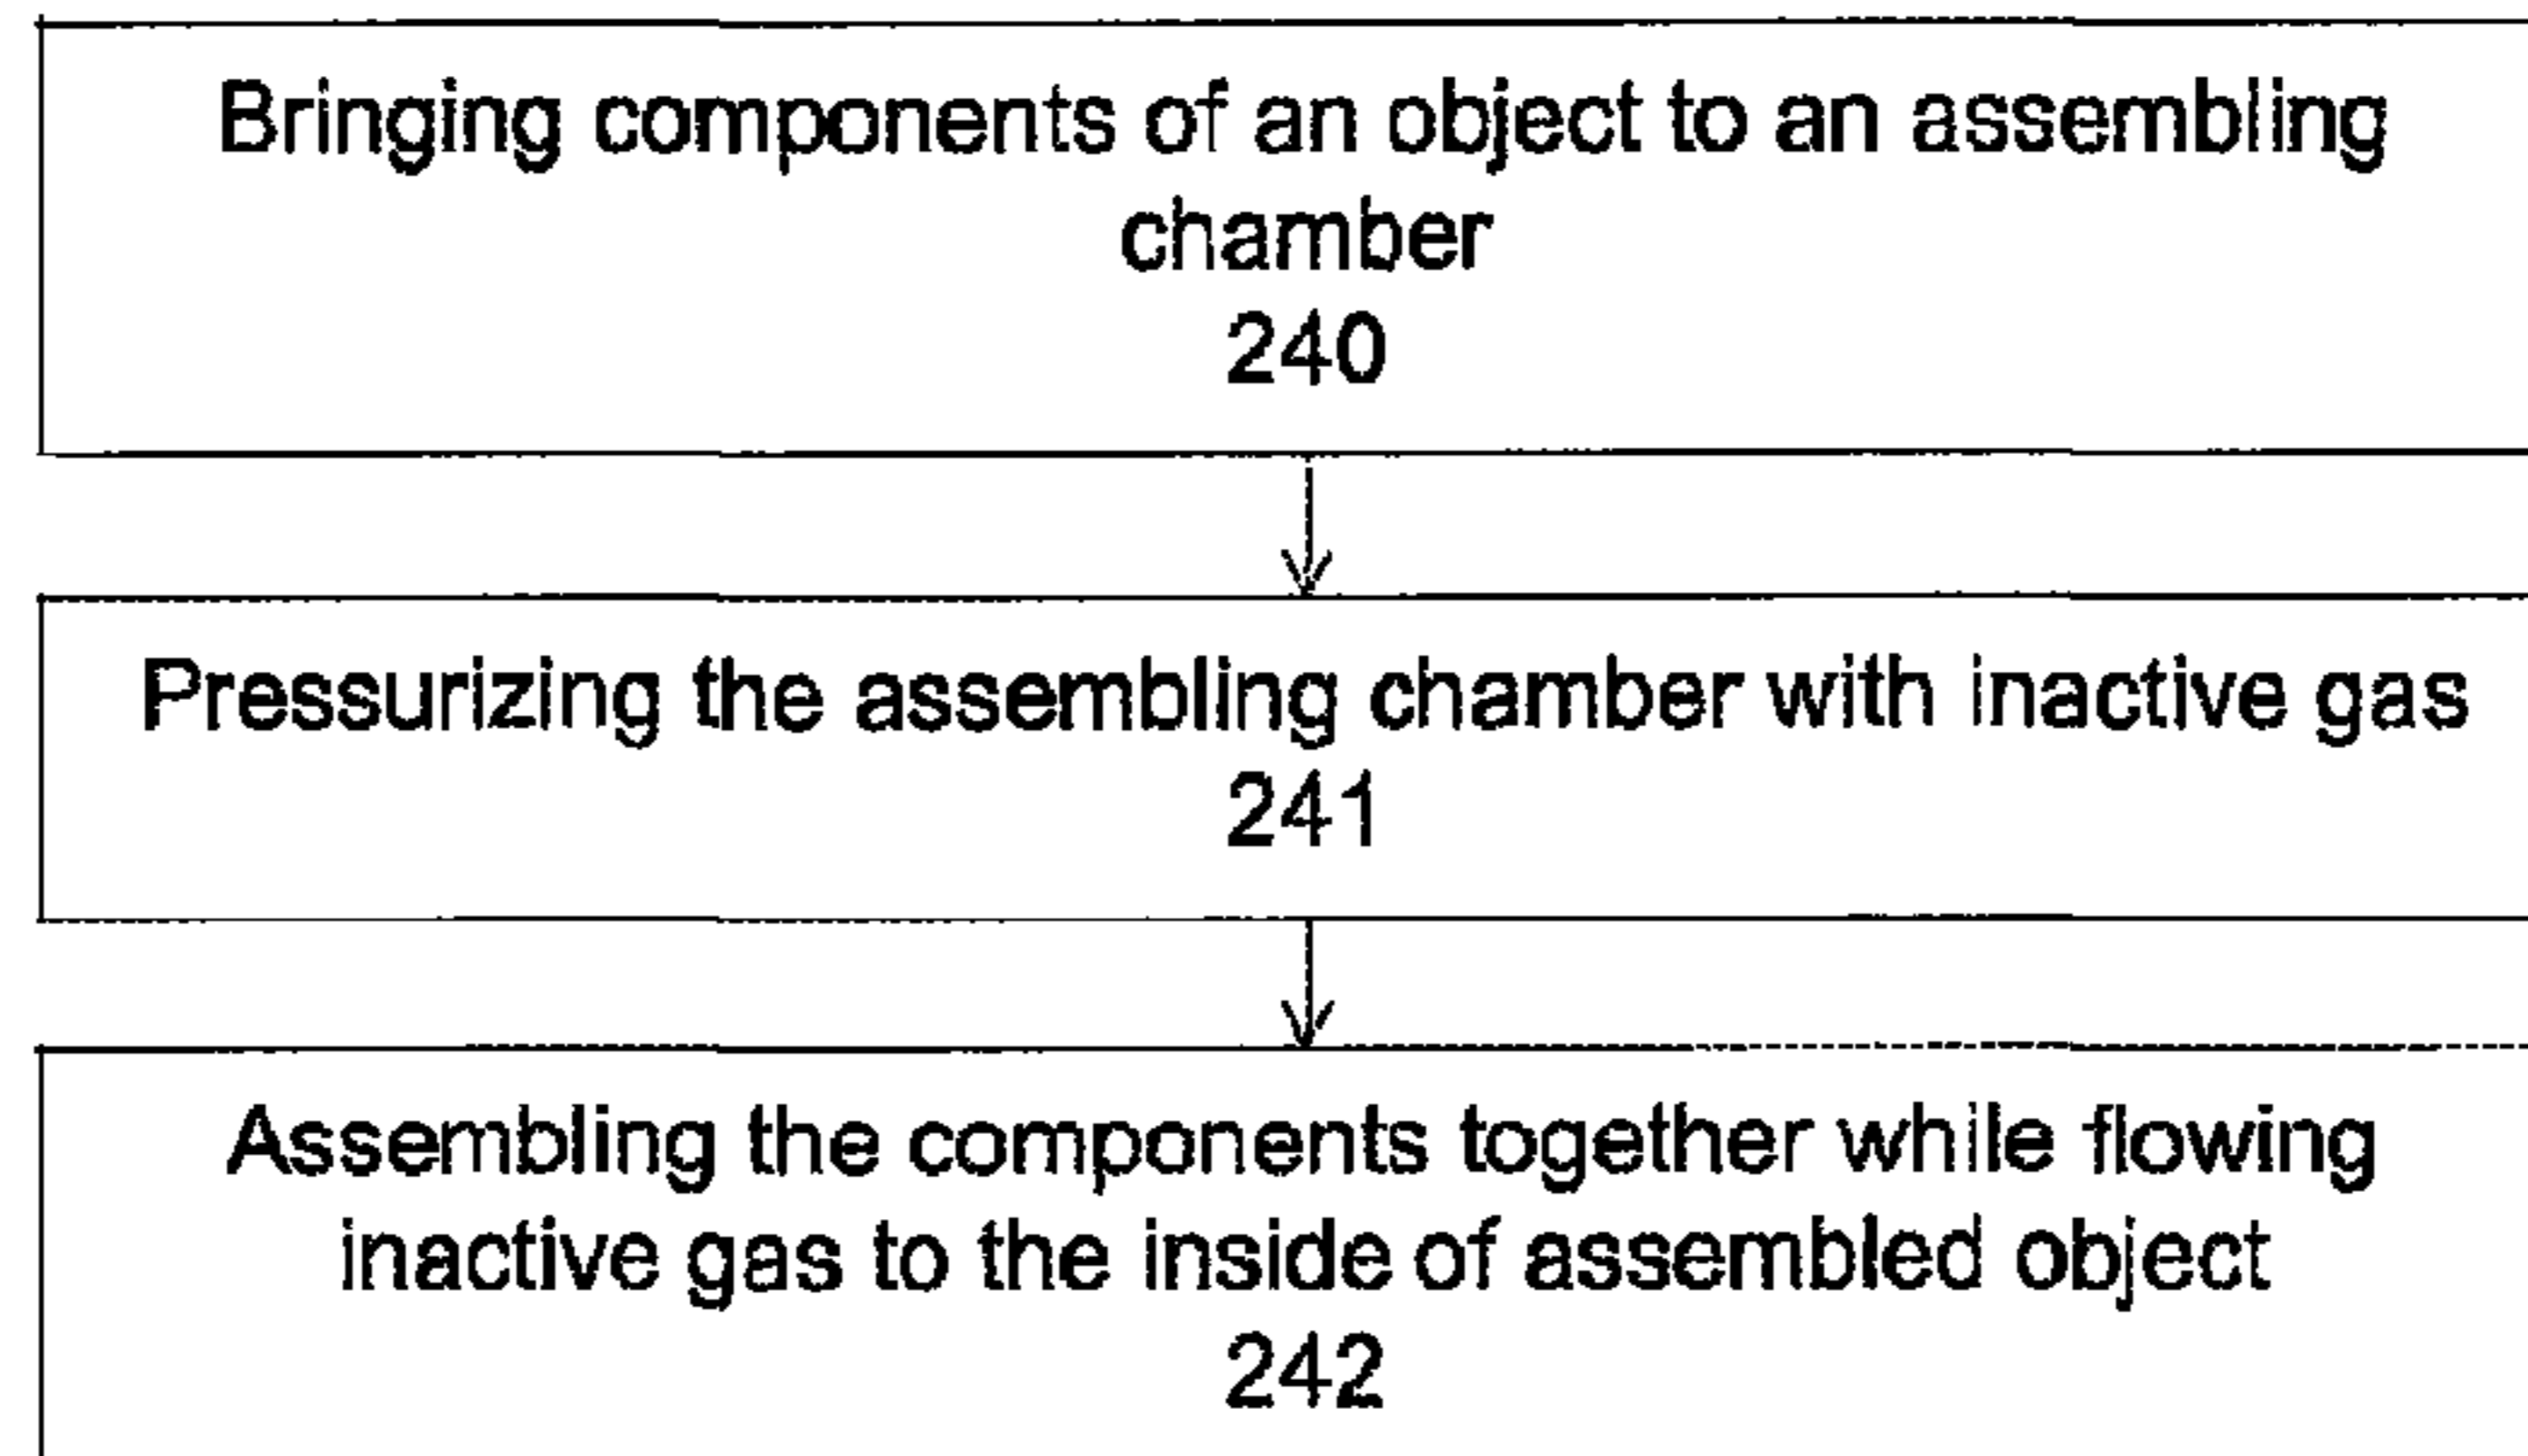 Bringing components of an object to an assembling
chamber
240
Pressurizing the assembling chamber with inactive gas
241
Assembling the components together while flowing
inactive gas to the inside of assembled object
242